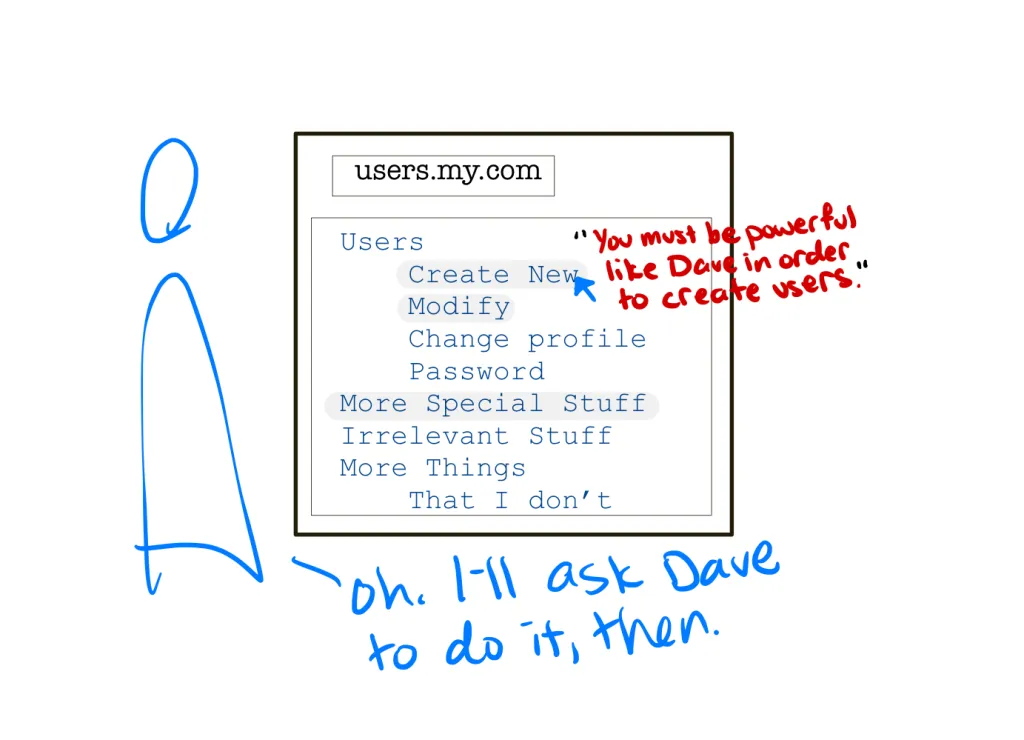 users.my.com
Users
Create New
Modify
Change profile
Password
More Special Stuff
Irrelevant Stuff
More Things
That I don’t
"You must be powerful
like Dave in order
to create users."
oh. I'll ask Dave
to do it, then.